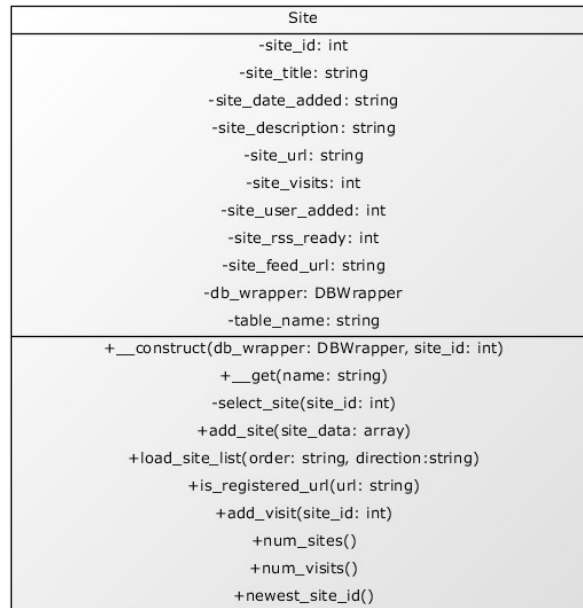 Site
-site_id: int
-site_title: string
-site_date_added: string
-site_description: string
-site_url: string
-site_visits: int
-site_user_added: int
-site_rss_ready: int
-site_feed_url: string
-db_wrapper: DBWrapper
-table_name: string
+__construct(db_wrapper: DBWrapper, site_id: int)
+__get(name: string)
-select_site(site_id: int)
+add_site(site_data: array)
+load_site_list(order: string, direction:string)
+is_registered_url(url: string)
+add_visit(site_id: int)
+num_sites()
+num_visits()
+newest_site_id()